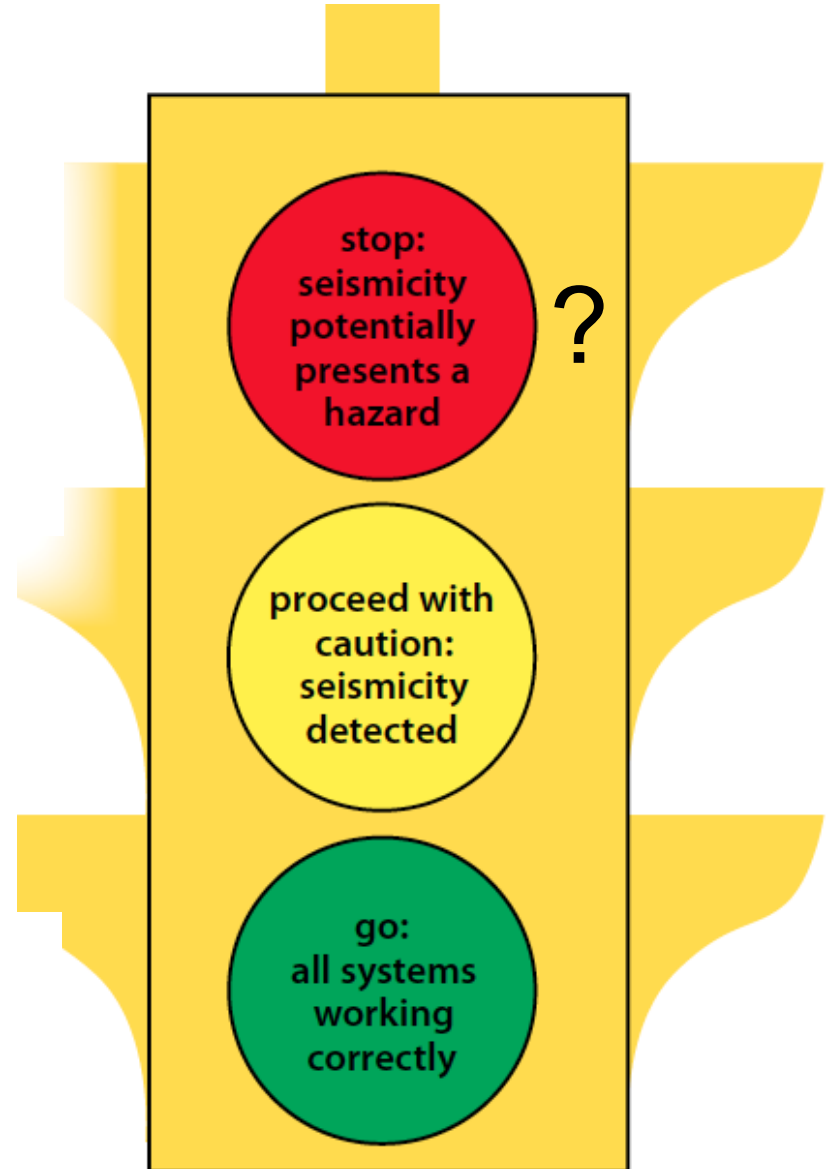 stop:
seismicity
potentially
presents a
hazard
?
proceed with
caution:
seismicity
detected
go:
all systems
working
correctly